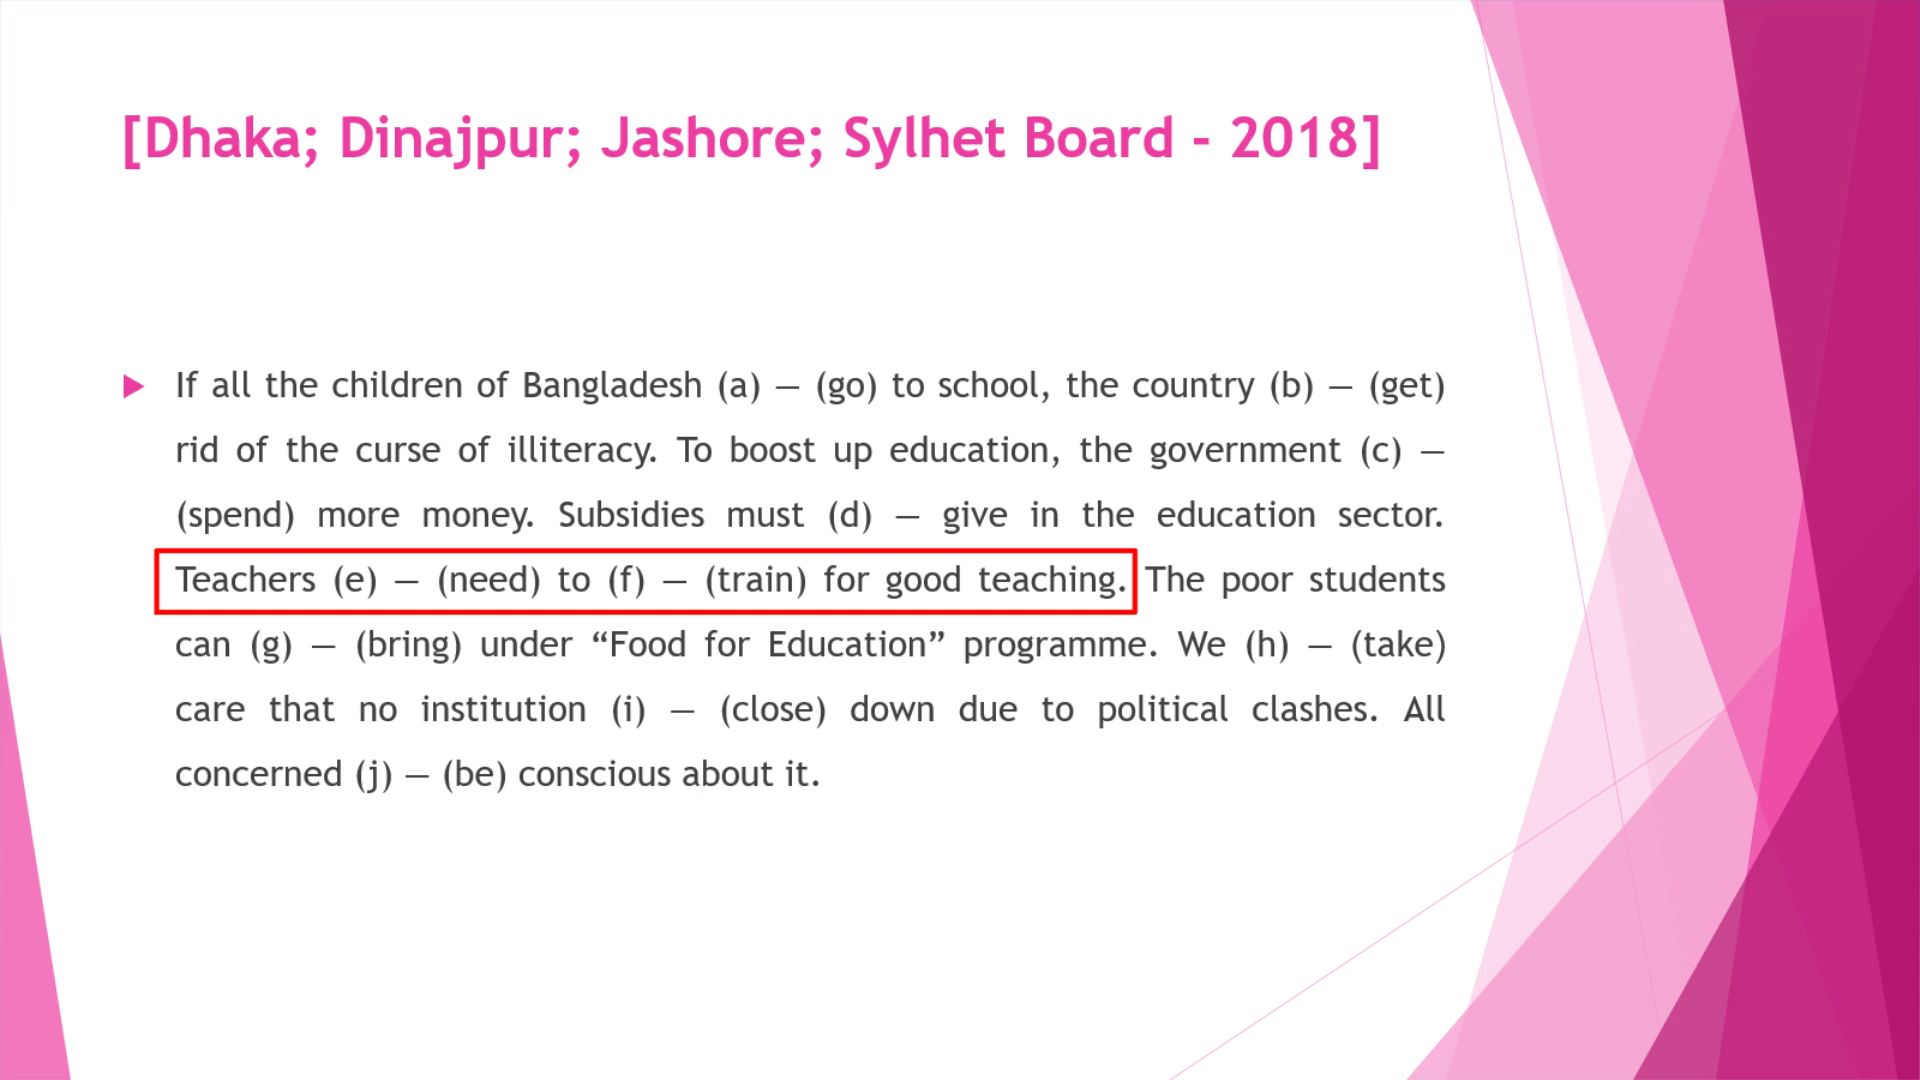 [Dhaka; Dinajpur; Jashore; Sylhet Board - 2018]
If all the children of Bangladesh (a) — (go) to school, the country (b) — (get)
rid of the curse of illiteracy. To boost up education, the government (c) —
(spend) more money. Subsidies must (d) — give in the education sector.
Teachers (e) — (need) to (f) — (train) for good teaching. The poor students
can (g) — (bring) under “Food for Education” programme. We (h) — (take)
care that no institution (i) — (close) down due to political clashes. All
concerned (j) — (be) conscious about it.